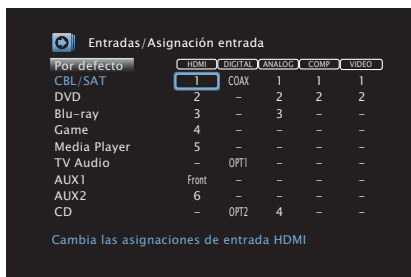 Entradas/Asignación entrada
Por defecto HDMI DIGITAL ANALOG COMP VIDEO
CBL/SAT 1 COAX 1 1 1
DVD 2 – 2 2 2
Blu-ray 3 – 3 – –
Game 4 – – – –
Media Player 5 – – – –
TV Audio – OPT1 – – –
AUX1 Front – – – –
AUX2 6 – – – –
CD – OPT2 4 – –
Cambia las asignaciones de entrada HDMI